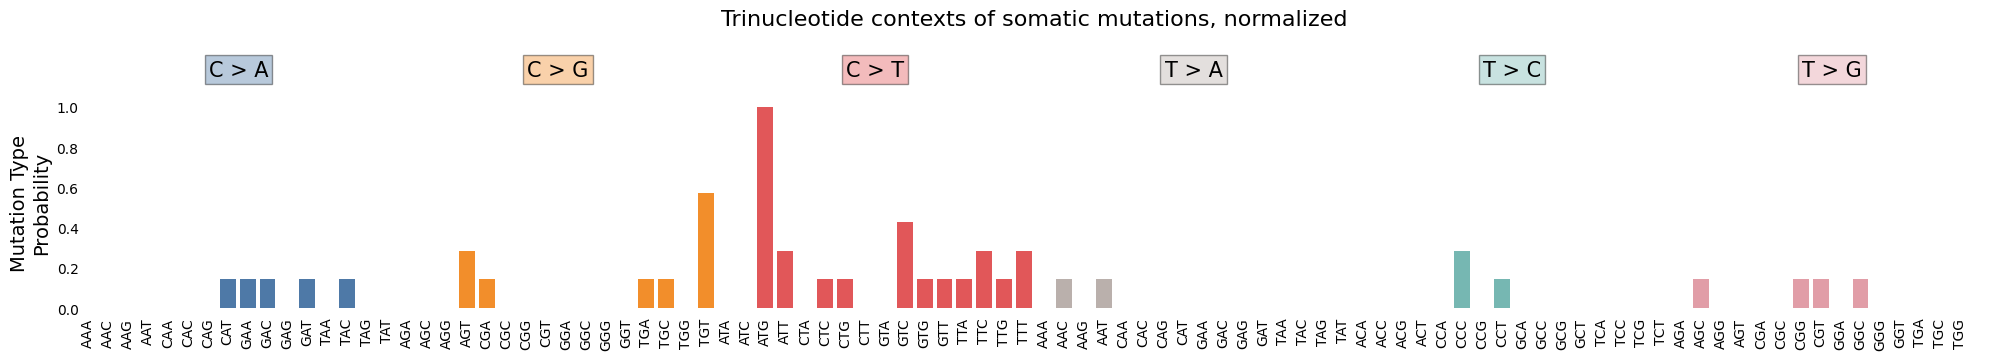 Trinucleotide contexts of somatic mutations, normalized
C > A
C > G
C > T
T > A
T > C
T > G
Mutation Type
Probability
1.0
0.8
0.6
0.4
0.2
0.0
AAA
AAC
AAG
AAT
CAA
CAC
CAG
CAT
GAA
GAC
GAG
GAT
TAA
TAC
TAG
TAT
AGA
AGC
AGG
AGT
CGA
CGC
CGG
CGT
GGA
GGC
GGG
GGT
TGA
TGC
TGG
TGT
ATA
ATC
ATG
ATT
CTA
CTC
CTG
CTT
GTA
GTC
GTG
GTT
TTA
TTC
TTG
TTT
AAA
AAC
AAG
AAT
CAA
CAC
CAG
CAT
GAA
GAC
GAG
GAT
TAA
TAC
TAG
TAT
ACA
ACC
ACG
ACT
CCA
CCC
CCG
CCT
GCA
GCC
GCG
GCT
TCA
TCC
TCG
TCT
AGA
AGC
AGG
AGT
CGA
CGC
CGG
CGT
GGA
GGC
GGG
GGT
TGA
TGC
TGG